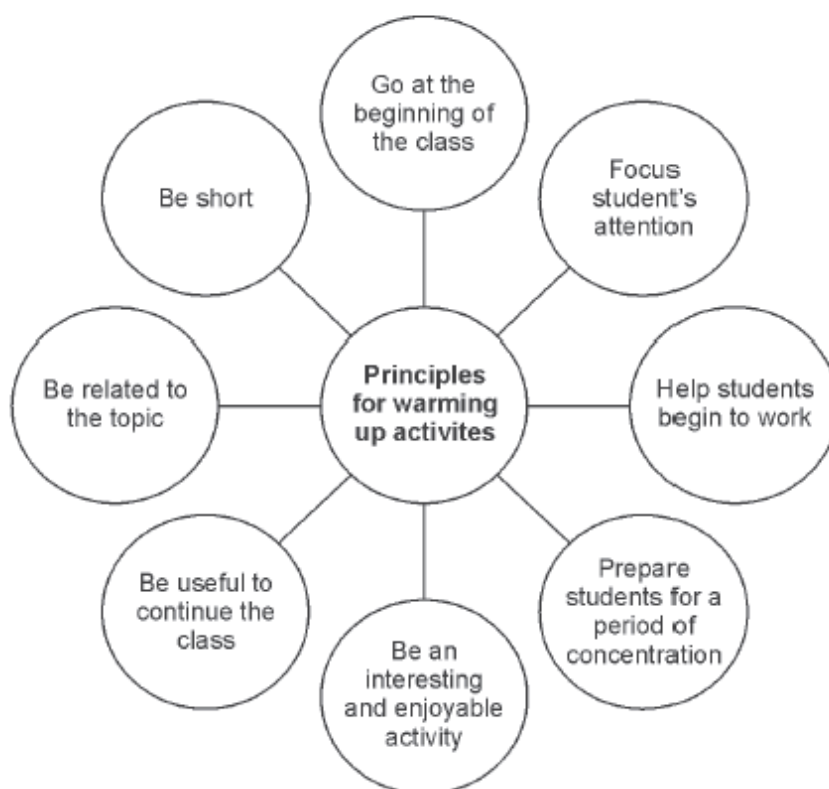 Go at the
beginning of
the class
Focus
student's
attention
Help students
begin to work
Prepare
students for a
period of
concentration
Be an
interesting
and enjoyable
activity
Be useful to
continue the
class
Be related to
the topic
Be short
Principles
for warming
up activites